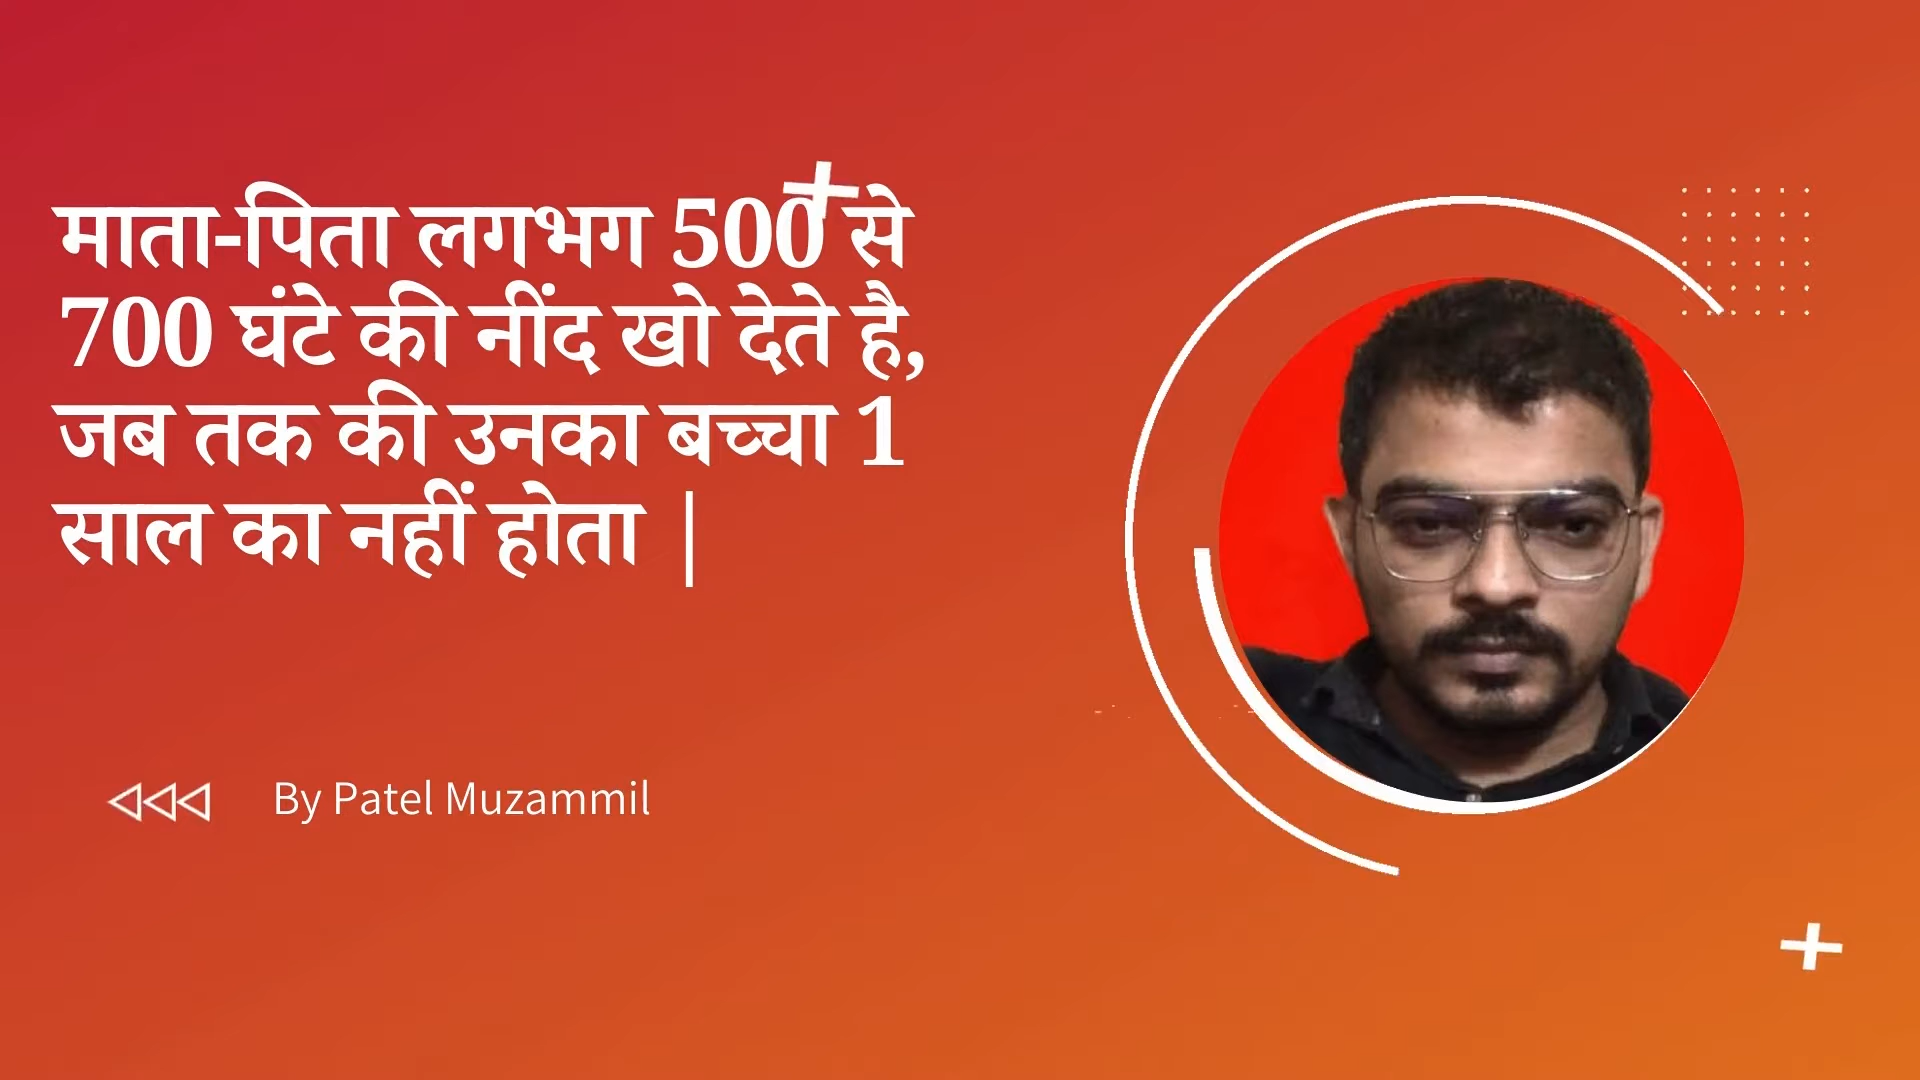 माता-पिता लगभग 500 से
700 घंटे की नींद खो देते है,
जब तक की उनका बच्चा 1
साल का नहीं होता |
By Patel Muzammil